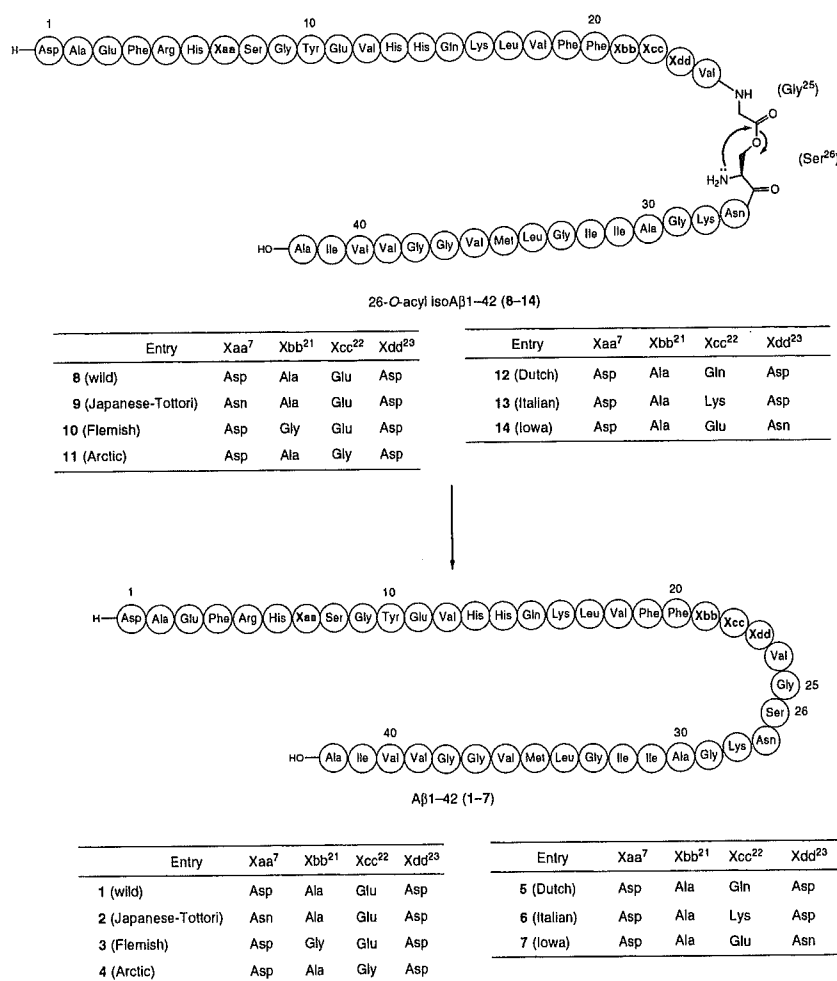 1 10 20
H Asp Ala Glu Phe Arg His Xaa Ser Gly Tyr Glu Val His His Gln Lys Leu Val Phe Phe Xbb Xcc Xdd Val
NH (Gly25)
O
O (Ser26)
H2N O
40 30
HO Ala Ile Val Val Gly Gly Val Met Leu Gly Ile Ile Ala Gly Lys Asn
26-O-acyl isoAβ1–42 (8–14)
Entry Xaa7 Xbb21 Xcc22 Xdd23
8 (wild) Asp Ala Glu Asp
9 (Japanese-Tottori) Asn Ala Glu Asp
10 (Flemish) Asp Gly Glu Asp
11 (Arctic) Asp Ala Gly Asp
Entry Xaa7 Xbb21 Xcc22 Xdd23
12 (Dutch) Asp Ala Gln Asp
13 (Italian) Asp Ala Lys Asp
14 (Iowa) Asp Ala Glu Asn
1 10 20
H Asp Ala Glu Phe Arg His Xaa Ser Gly Tyr Glu Val His His Gln Lys Leu Val Phe Phe Xbb Xcc Xdd
Val
Gly 25
Ser 26
40 30
HO Ala Ile Val Val Gly Gly Val Met Leu Gly Ile Ile Ala Gly Lys Asn
Aβ1–42 (1–7)
Entry Xaa7 Xbb21 Xcc22 Xdd23
1 (wild) Asp Ala Glu Asp
2 (Japanese-Tottori) Asn Ala Glu Asp
3 (Flemish) Asp Gly Glu Asp
4 (Arctic) Asp Ala Gly Asp
Entry Xaa7 Xbb21 Xcc22 Xdd23
5 (Dutch) Asp Ala Gln Asp
6 (Italian) Asp Ala Lys Asp
7 (Iowa) Asp Ala Glu Asn